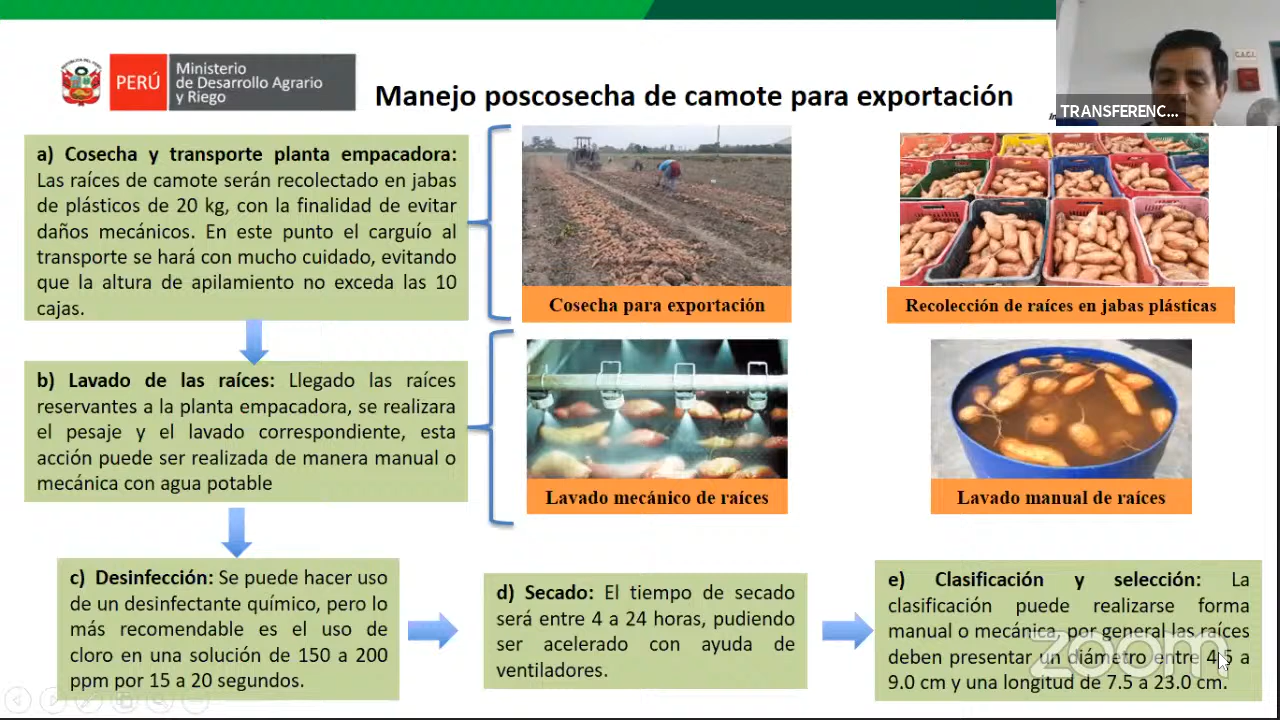 PERÚ
Ministerio
de Desarrollo Agrario
y Riego
Manejo poscosecha de camote para exportación
TRANSFERENC...
a) Cosecha y transporte planta empacadora:
Las raíces de camote serán recolectado en jabas
de plásticos de 20 kg, con la finalidad de evitar
daños mecánicos. En este punto el carguío al
transporte se hará con mucho cuidado, evitando
que la altura de apilamiento no exceda las 10
cajas.
Cosecha para exportación
Recolección de raíces en jabas plásticas
b) Lavado de las raíces: Llegado las raíces
reservantes a la planta empacadora, se realizara
el pesaje y el lavado correspondiente, esta
acción puede ser realizada de manera manual o
mecánica con agua potable
Lavado mecánico de raíces
Lavado manual de raíces
c) Desinfección: Se puede hacer uso
de un desinfectante químico, pero lo
más recomendable es el uso de
cloro en una solución de 150 a 200
ppm por 15 a 20 segundos.
d) Secado: El tiempo de secado
será entre 4 a 24 horas, pudiendo
ser acelerado con ayuda de
ventiladores.
e) Clasificación y selección: La
clasificación puede realizarse forma
manual o mecánica, por general las raíces
deben presentar un diámetro entre 4.5 a
9.0 cm y una longitud de 7.5 a 23.0 cm.
zoom